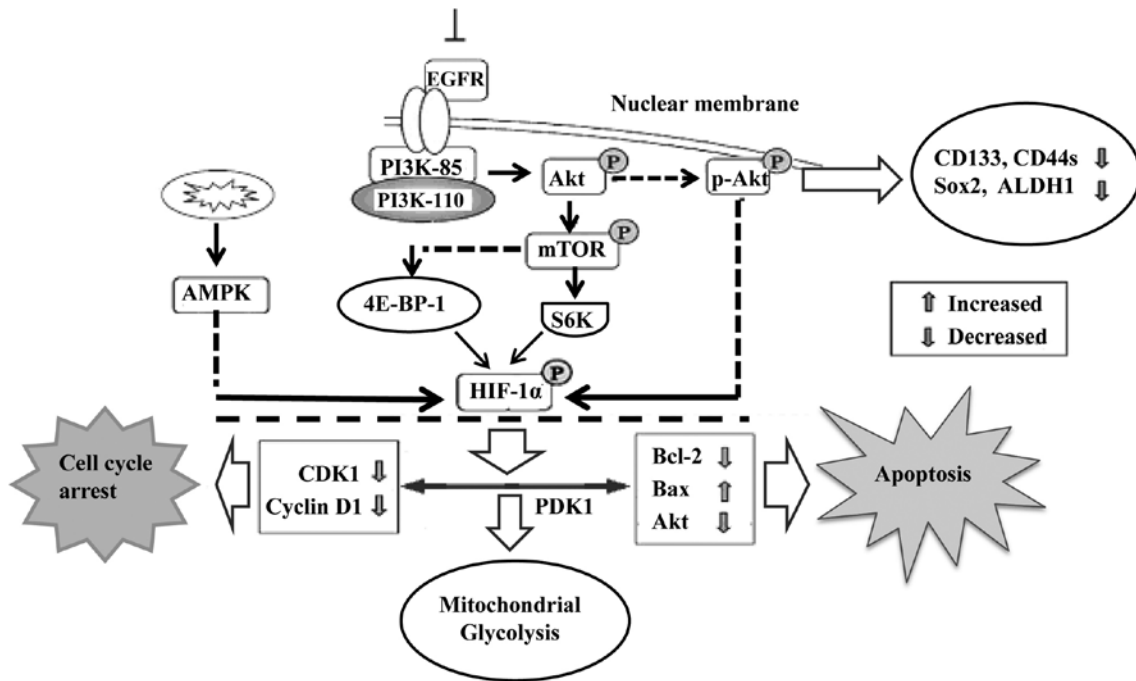 EGFR
Nuclear membrane
PI3K-85
PI3K-110
Akt
P
p-Akt
P
CD133, CD44s
Sox2, ALDH1
mTOR
P
AMPK
4E-BP-1
S6K
Increased
Decreased
HIF-1α
P
Cell cycle
arrest
CDK1
Cyclin D1
PDK1
Bcl-2
Bax
Akt
Apoptosis
Mitochondrial
Glycolysis